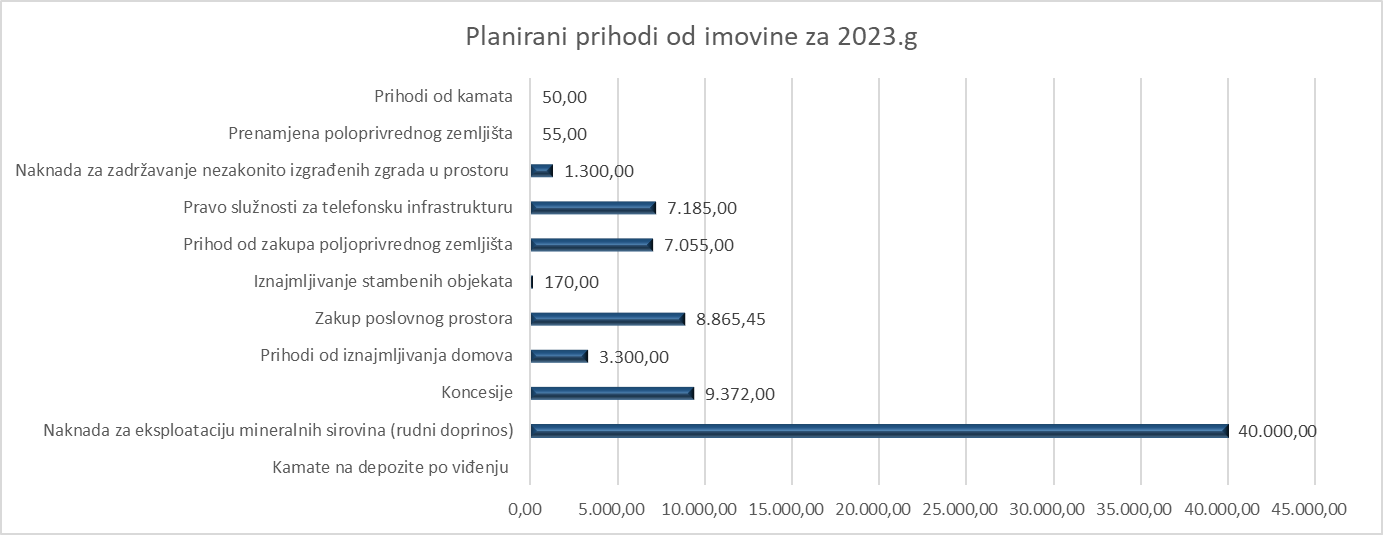 Planirani prihodi od imovine za 2023.g
Prihodi od kamata 50,00
Prenamjena poloprivrednog zemljišta 55,00
Naknada za zadržavanje nezakonito izgrađenih zgrada u prostoru 1.300,00
Pravo služnosti za telefonsku infrastrukturu 7.185,00
Prihod od zakupa poljoprivrednog zemljišta 7.055,00
Iznajmljivanje stambenih objekata 170,00
Zakup poslovnog prostora 8.865,45
Prihodi od iznajmljivanja domova 3.300,00
Koncesije 9.372,00
Naknada za eksploataciju mineralnih sirovina (rudni doprinos) 40.000,00
Kamate na depozite po viđenju
0,00 5.000,00 10.000,00 15.000,00 20.000,00 25.000,00 30.000,00 35.000,00 40.000,00 45.000,00